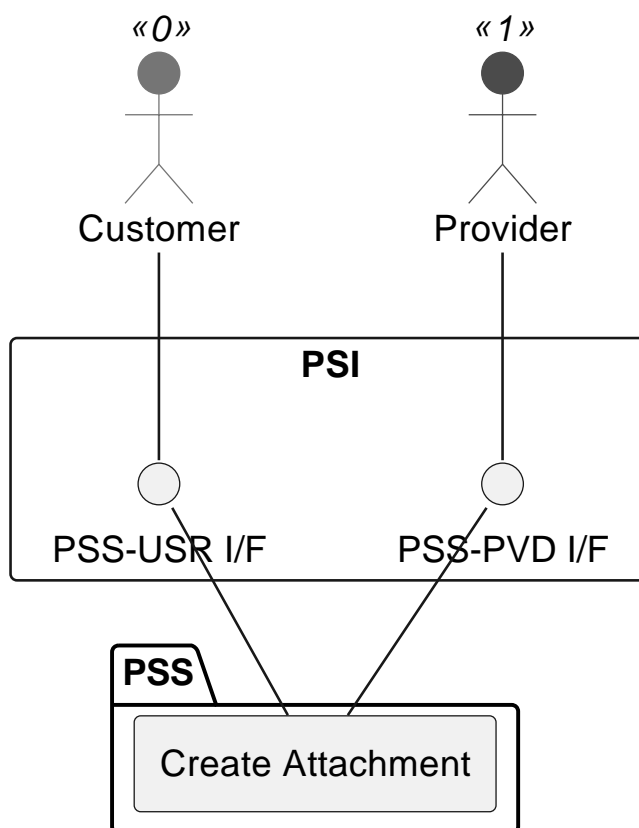 «0» «1»
Customer Provider
PSI
PSS-USR I/F PSS-PVD I/F
PSS
Create Attachment